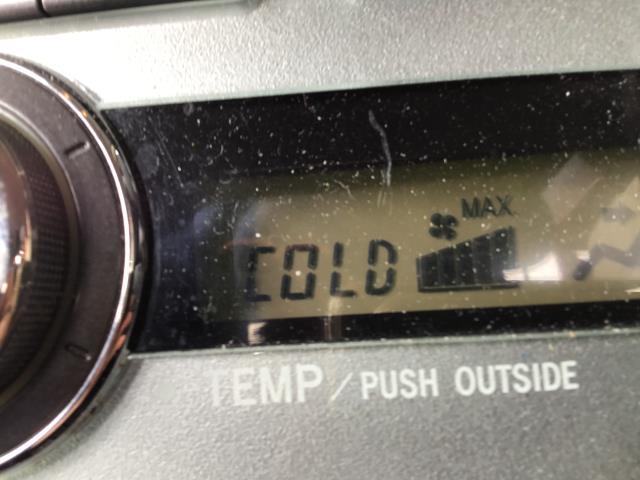 MAX
COLD
TEMP / PUSH OUTSIDE